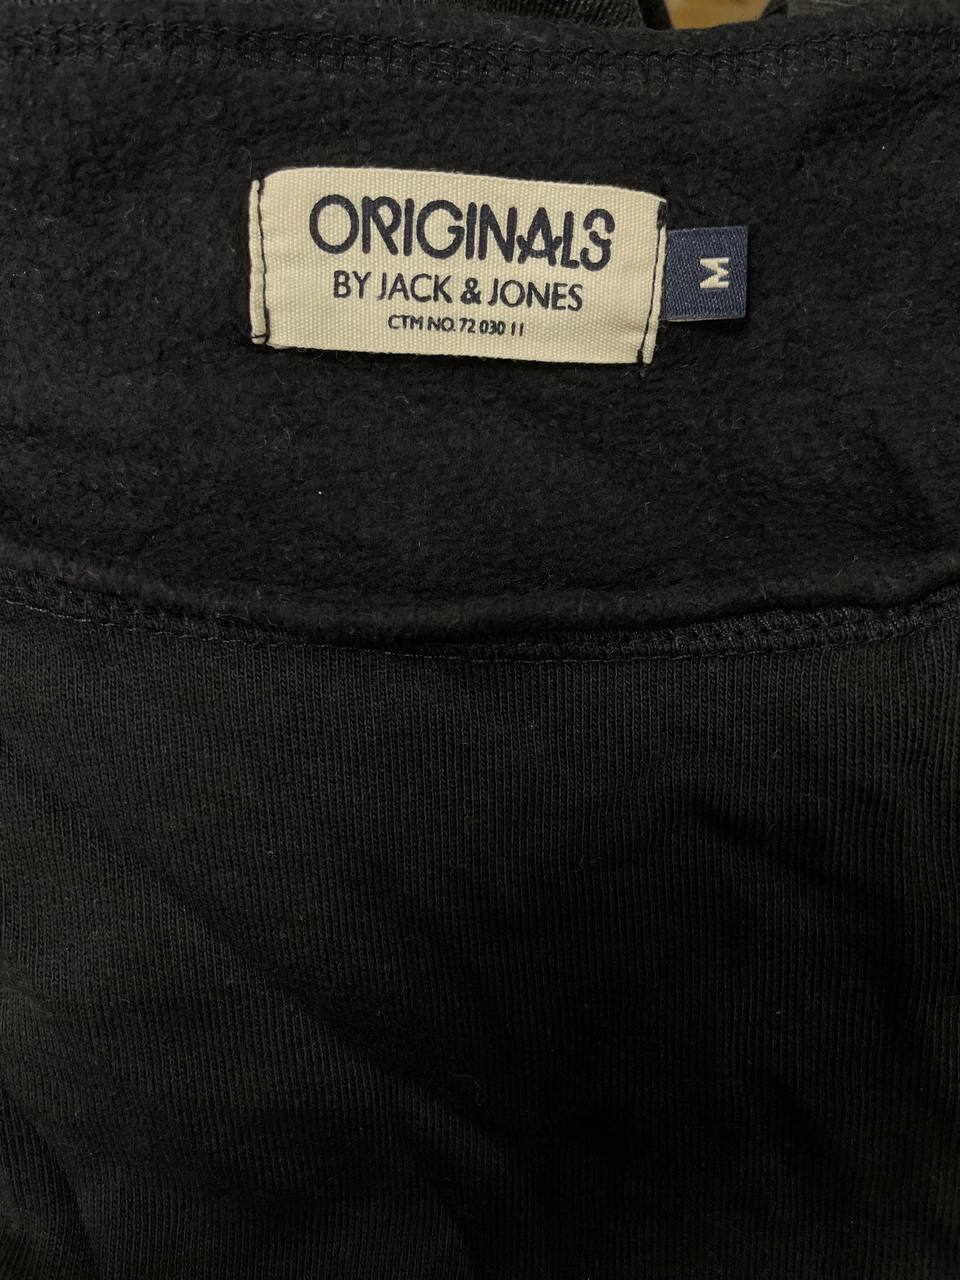 ORIGINALS
BY JACK & JONES
CTM NO. 72 030 11
M